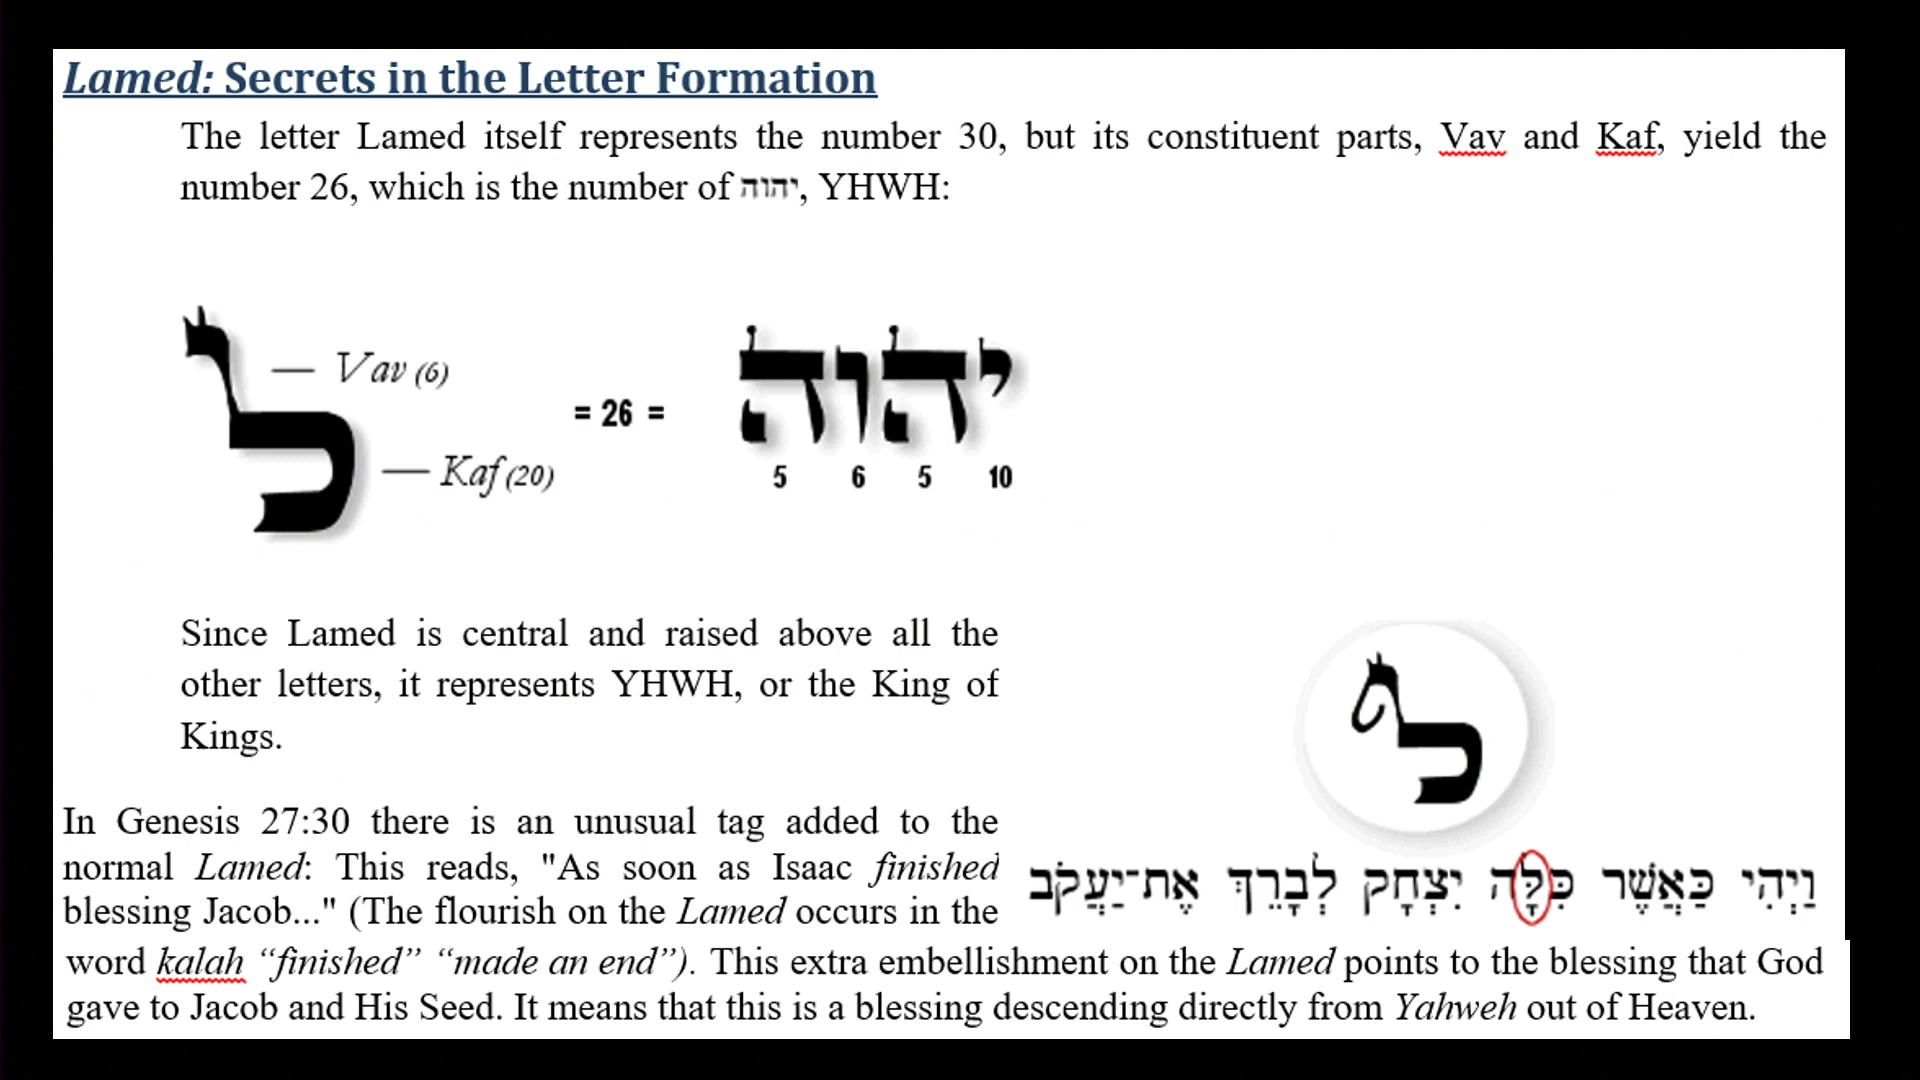 Lamed: Secrets in the Letter Formation
The letter Lamed itself represents the number 30, but its constituent parts, Vav and Kaf, yield the
number 26, which is the number of יהוה, YHWH:
ל — Vav (6)
— Kaf (20)
= 26 = יהוה
5 6 5 10
Since Lamed is central and raised above all the
other letters, it represents YHWH, or the King of
Kings.
ל
In Genesis 27:30 there is an unusual tag added to the
normal Lamed: This reads, "As soon as Isaac finished
blessing Jacob..." (The flourish on the Lamed occurs in the
וַיְהִי כַּאֲשֶׁר כִּלָּה יִצְחָק לְבָרֵךְ אֶת־יַעֲקֹב
word kalah “finished” “made an end”). This extra embellishment on the Lamed points to the blessing that God
gave to Jacob and His Seed. It means that this is a blessing descending directly from Yahweh out of Heaven.